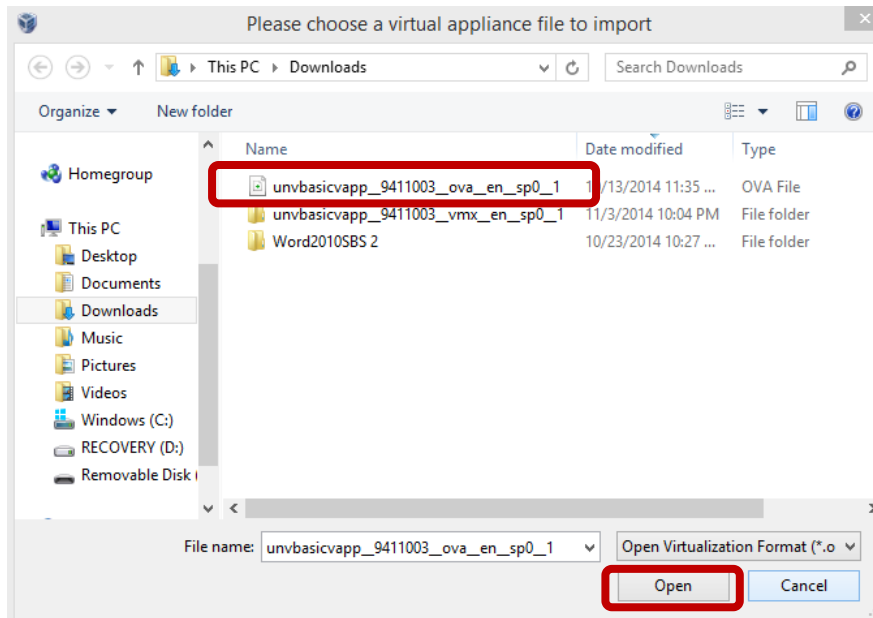 Please choose a virtual appliance file to import
This PC Downloads Search Downloads
Organize New folder
Name Date modified Type
Homegroup
unvbasicvapp__9411003__ova__en__sp0__1 /13/2014 11:35 ... OVA File
This PC unvbasicvapp__9411003__vmx__en__sp0__1 11/3/2014 10:04 PM File folder
Desktop Word2010SBS 2 10/23/2014 10:27 ... File folder
Documents
Downloads
Music
Pictures
Videos
Windows (C:)
RECOVERY (D:)
Removable Disk (
File name: unvbasicvapp__9411003__ova__en__sp0__1 Open Virtualization Format (*.o
Open Cancel